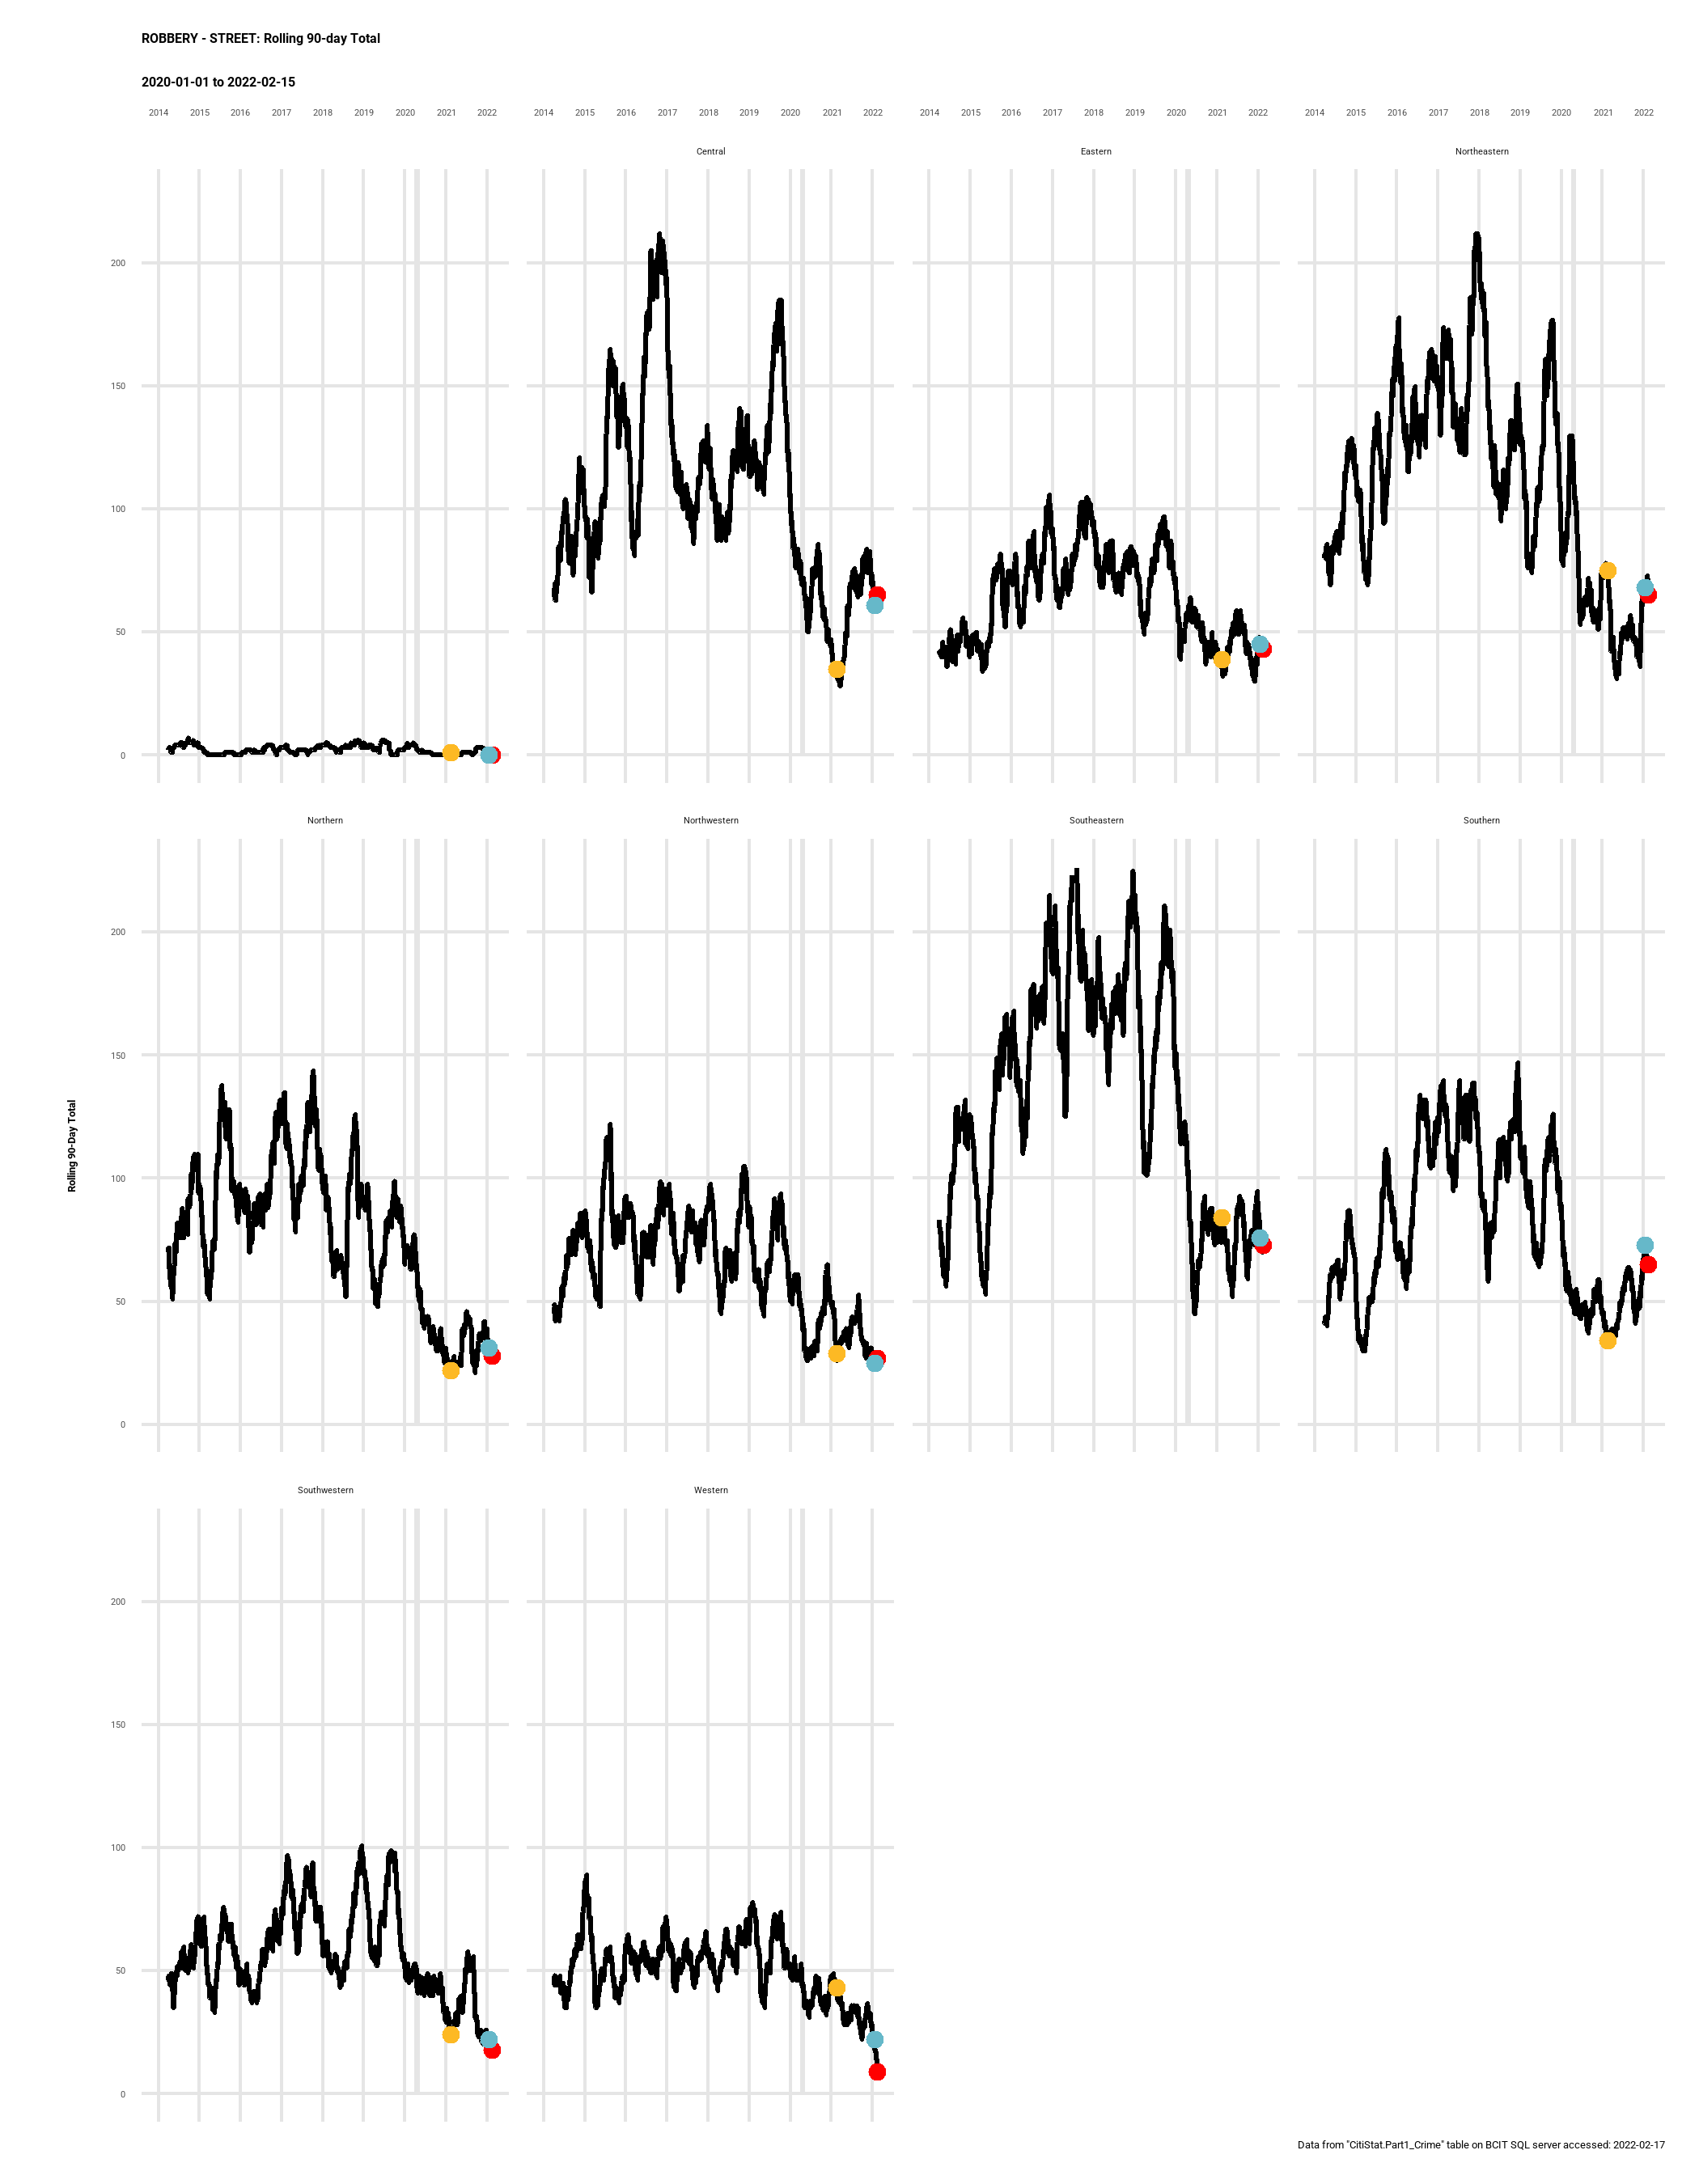 ROBBERY - STREET: Rolling 90-day Total
2020-01-01 to 2022-02-15
2014 2015 2016 2017 2018 2019 2020 2021 2022 2014 2015 2016 2017 2018 2019 2020 2021 2022 2014 2015 2016 2017 2018 2019 2020 2021 2022 2014 2015 2016 2017 2018 2019 2020 2021 2022
Central Eastern Northeastern
200
150
100
50
0
Northern Northwestern Southeastern Southern
200
150
100
50
0
Rolling 90-Day Total
Southwestern Western
200
150
100
50
0
Data from "CitiStat.Part1_Crime" table on BCIT SQL server accessed: 2022-02-17